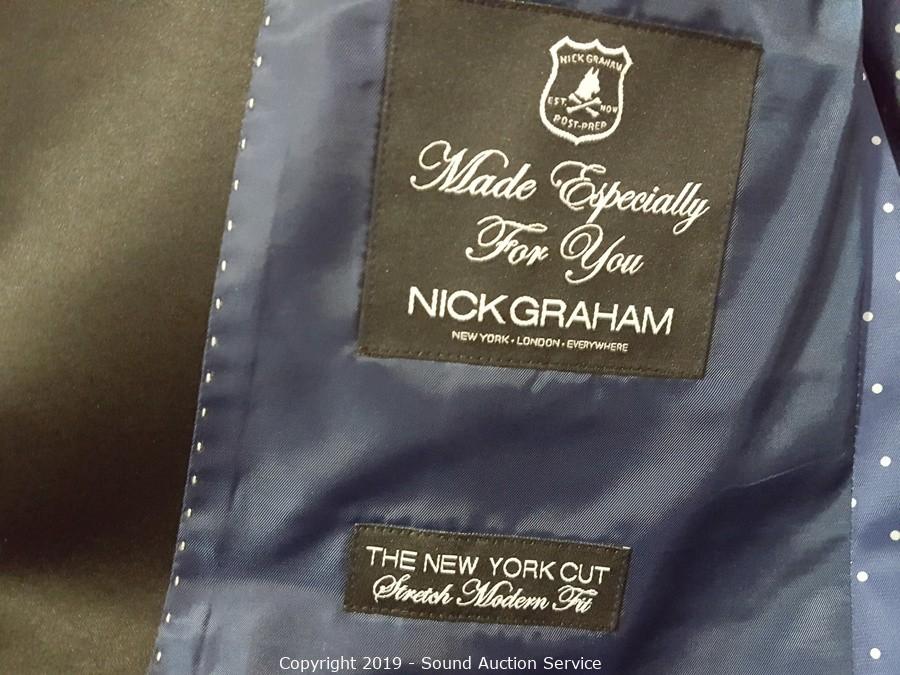 NICK GRAHAM
EST. NOW
POST-PREP
Made Especially
For You
NICKGRAHAM
NEW YORK • LONDON • EVERYWHERE
THE NEW YORK CUT
Stretch Modern Fit
Copyright 2019 - Sound Auction Service